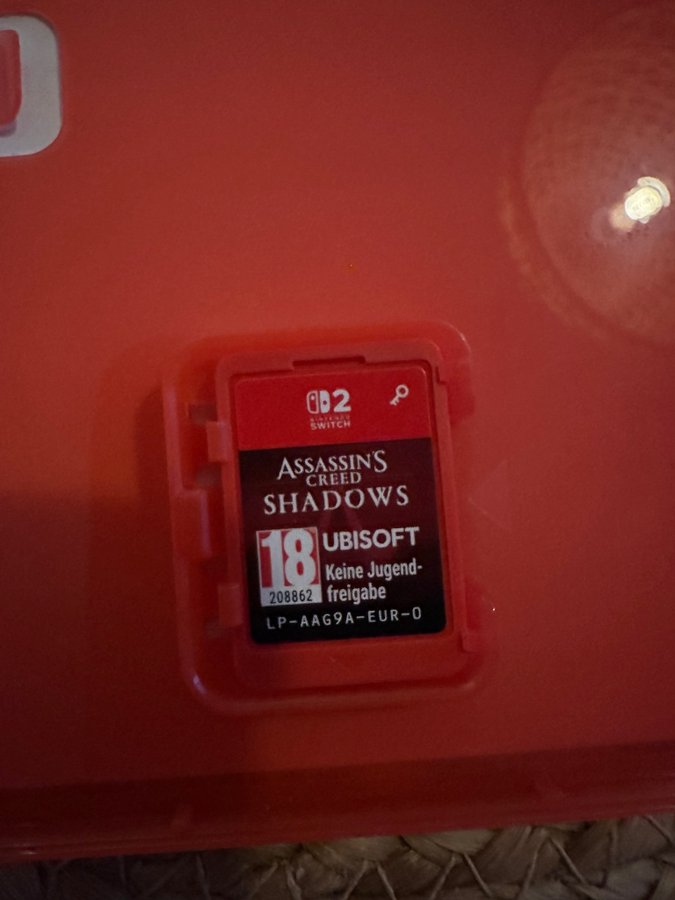 2
NINTENDO
SWITCH
ASSASSIN'S
CREED
SHADOWS
18 UBISOFT
Keine Jugend-
208862 freigabe
LP-AAG9A-EUR-0